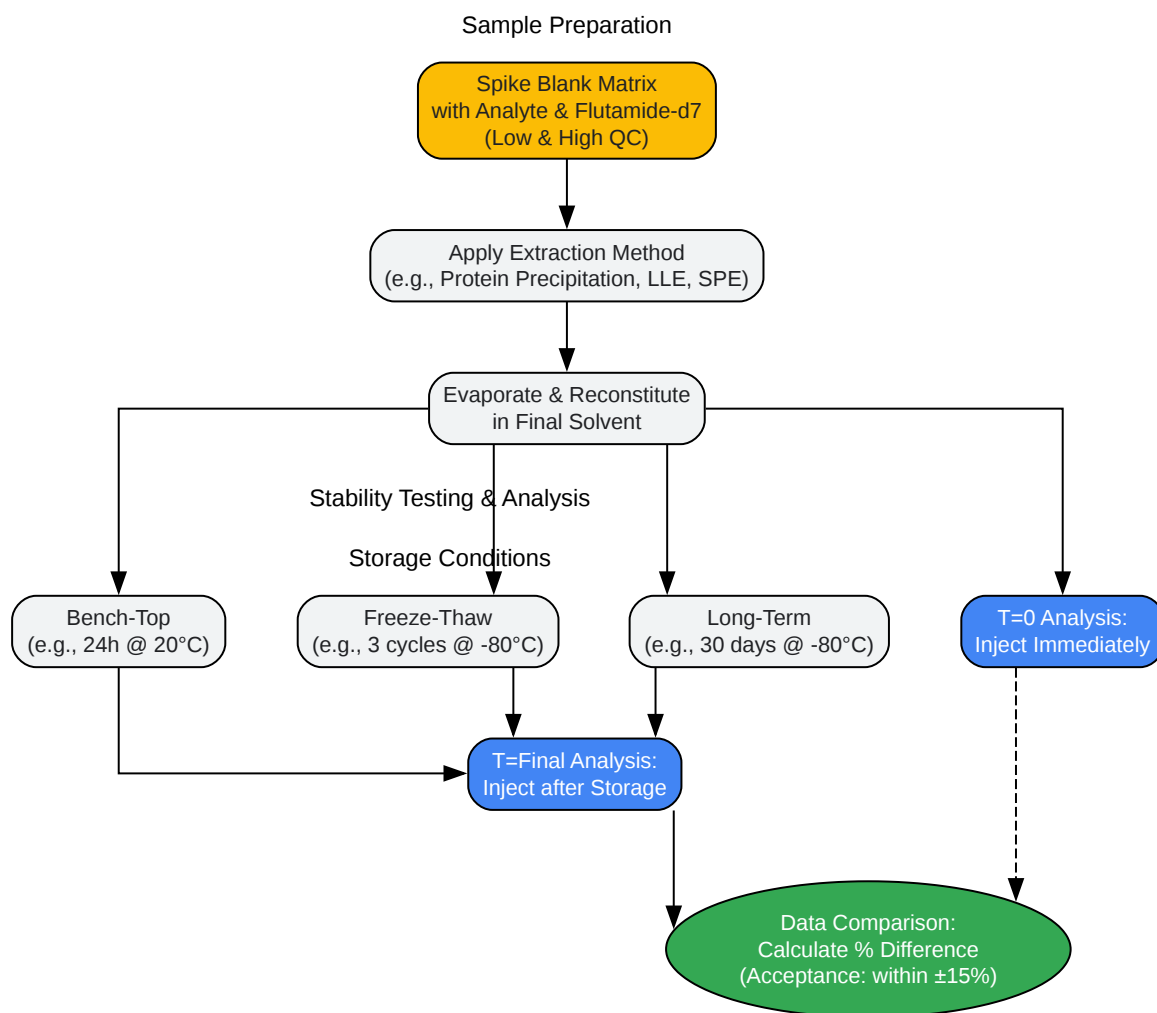 Sample Preparation
Spike Blank Matrix
with Analyte & Flutamide-d7
(Low & High QC)
Apply Extraction Method
(e.g., Protein Precipitation, LLE, SPE)
Evaporate & Reconstitute
in Final Solvent
Stability Testing & Analysis
Storage Conditions
Bench-Top
(e.g., 24h @ 20°C)
Freeze-Thaw
(e.g., 3 cycles @ -80°C)
Long-Term
(e.g., 30 days @ -80°C)
T=0 Analysis:
Inject Immediately
T=Final Analysis:
Inject after Storage
Data Comparison:
Calculate % Difference
(Acceptance: within ±15%)